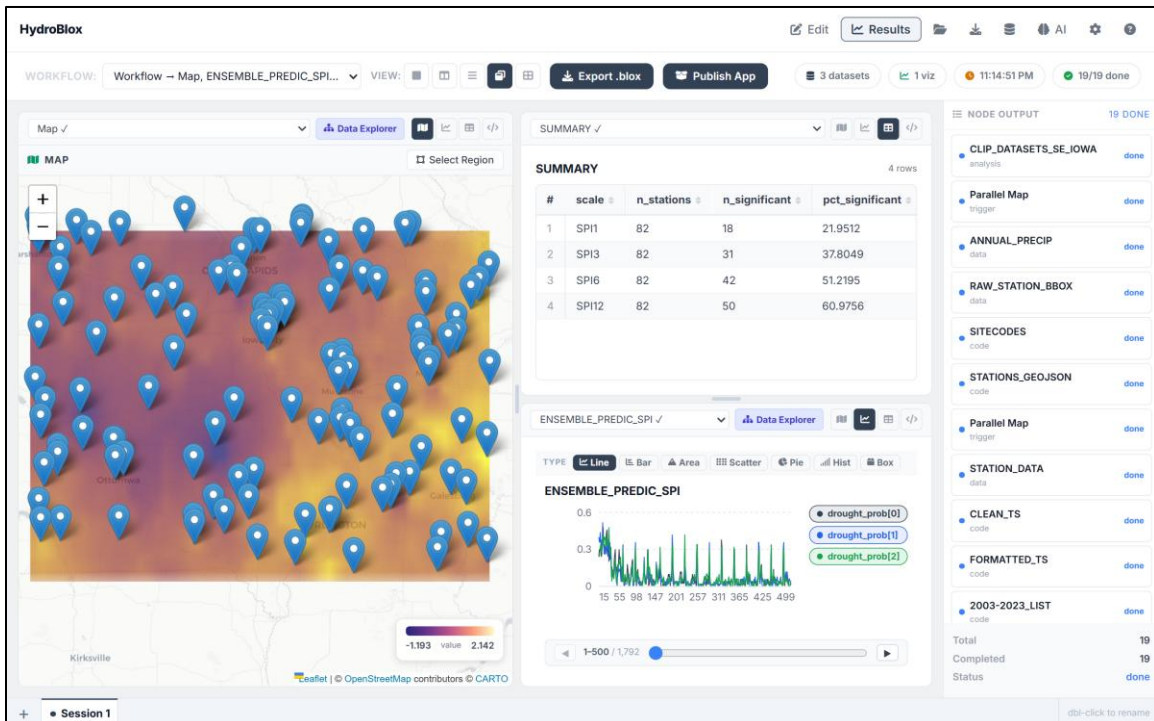 HydroBlox
Edit Results AI
WORKFLOW: Workflow → Map, ENSEMBLE_PREDIC_SPI... VIEW: Export .blox Publish App 3 datasets 1 viz 11:14:51 PM 19/19 done
Map ✓ Data Explorer
MAP Select Region
+
−
Ottumwa
Kirksville
-1.193 value 2.142
Leaflet | © OpenStreetMap contributors © CARTO
SUMMARY ✓
SUMMARY 4 rows
# scale n_stations n_significant pct_significant
1 SPI1 82 18 21.9512
2 SPI3 82 31 37.8049
3 SPI6 82 42 51.2195
4 SPI12 82 50 60.9756
ENSEMBLE_PREDIC_SPI ✓ Data Explorer
TYPE Line Bar Area Scatter Pie Hist Box
ENSEMBLE_PREDIC_SPI
0.6
0.3
0
15 55 98 147 201 257 311 365 425 499
drought_prob[0]
drought_prob[1]
drought_prob[2]
1–500 / 1,792
NODE OUTPUT 19 DONE
CLIP_DATASETS_SE_IOWA done
analysis
Parallel Map done
trigger
ANNUAL_PRECIP done
data
RAW_STATION_BBOX done
data
SITECODES done
code
STATIONS_GEOJSON done
code
Parallel Map done
trigger
STATION_DATA done
data
CLEAN_TS done
code
FORMATTED_TS done
code
2003-2023_LIST done
code
Total 19
Completed 19
Status done
+ Session 1 dbl-click to rename